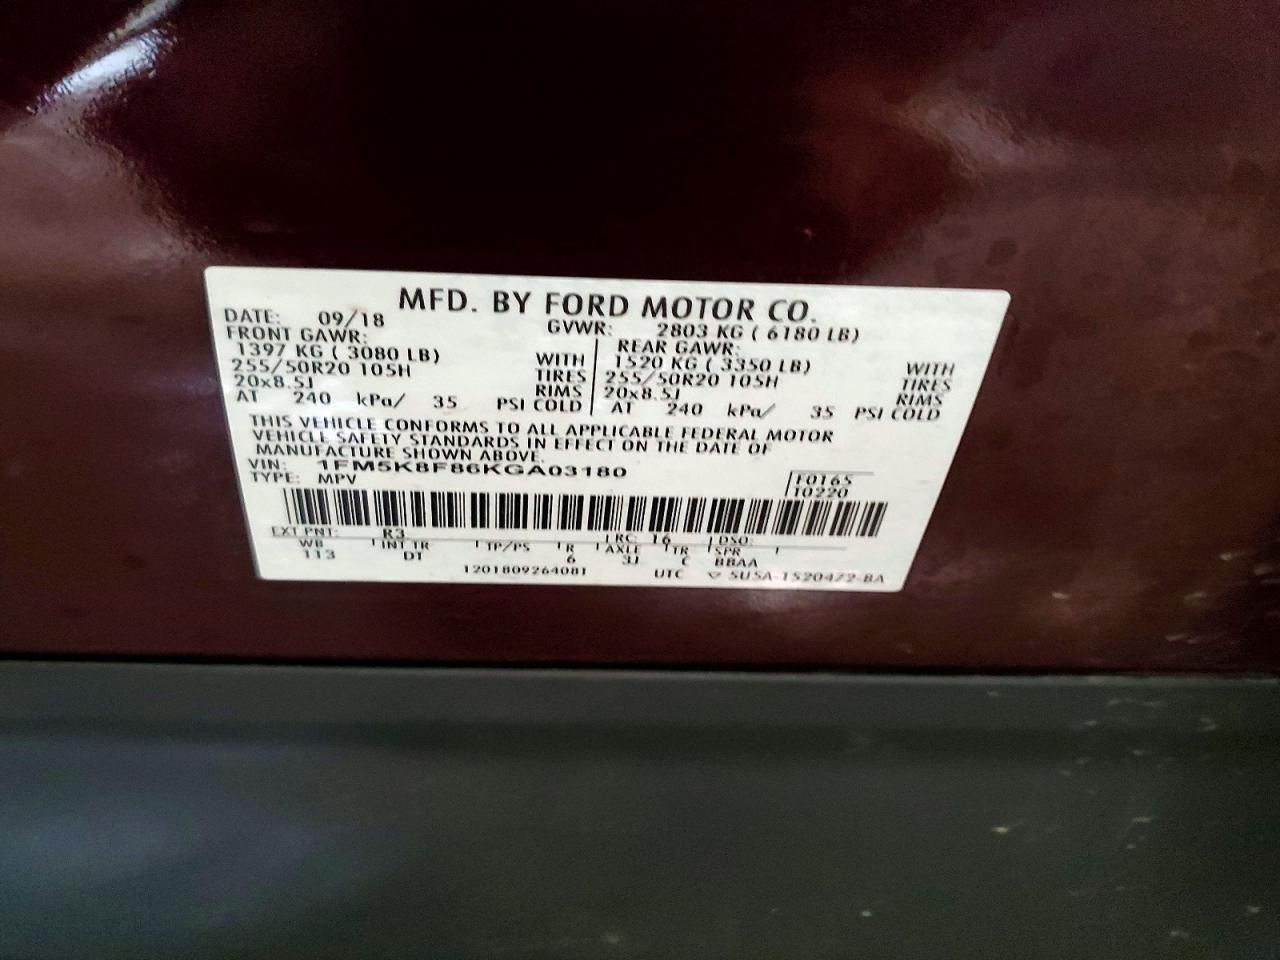 MFD. BY FORD MOTOR CO.
DATE: 09/18 GVWR: 2803 KG ( 6180 LB)
FRONT GAWR: REAR GAWR:
1397 KG ( 3080 LB) WITH 1520 KG ( 3350 LB) WITH
255/50R20 105H TIRES 255/50R20 105H TIRES
20x8.5J RIMS 20x8.5J RIMS
AT 240 kPa/ 35 PSI COLD AT 240 kPa/ 35 PSI COLD
THIS VEHICLE CONFORMS TO ALL APPLICABLE FEDERAL MOTOR
VEHICLE SAFETY STANDARDS IN EFFECT ON THE DATE OF
MANUFACTURE SHOWN ABOVE.
VIN: 1FM5K8F86KGA03180 F0165
TYPE: MPV T0220
EXT PNT: R3 RC: 16 DSO:
WB INT TR TP/PS R AXLE TR SPR
113 DT 6 3J C BBAA
1201809264081 UTC ▽ 5U5A-1520472-BA